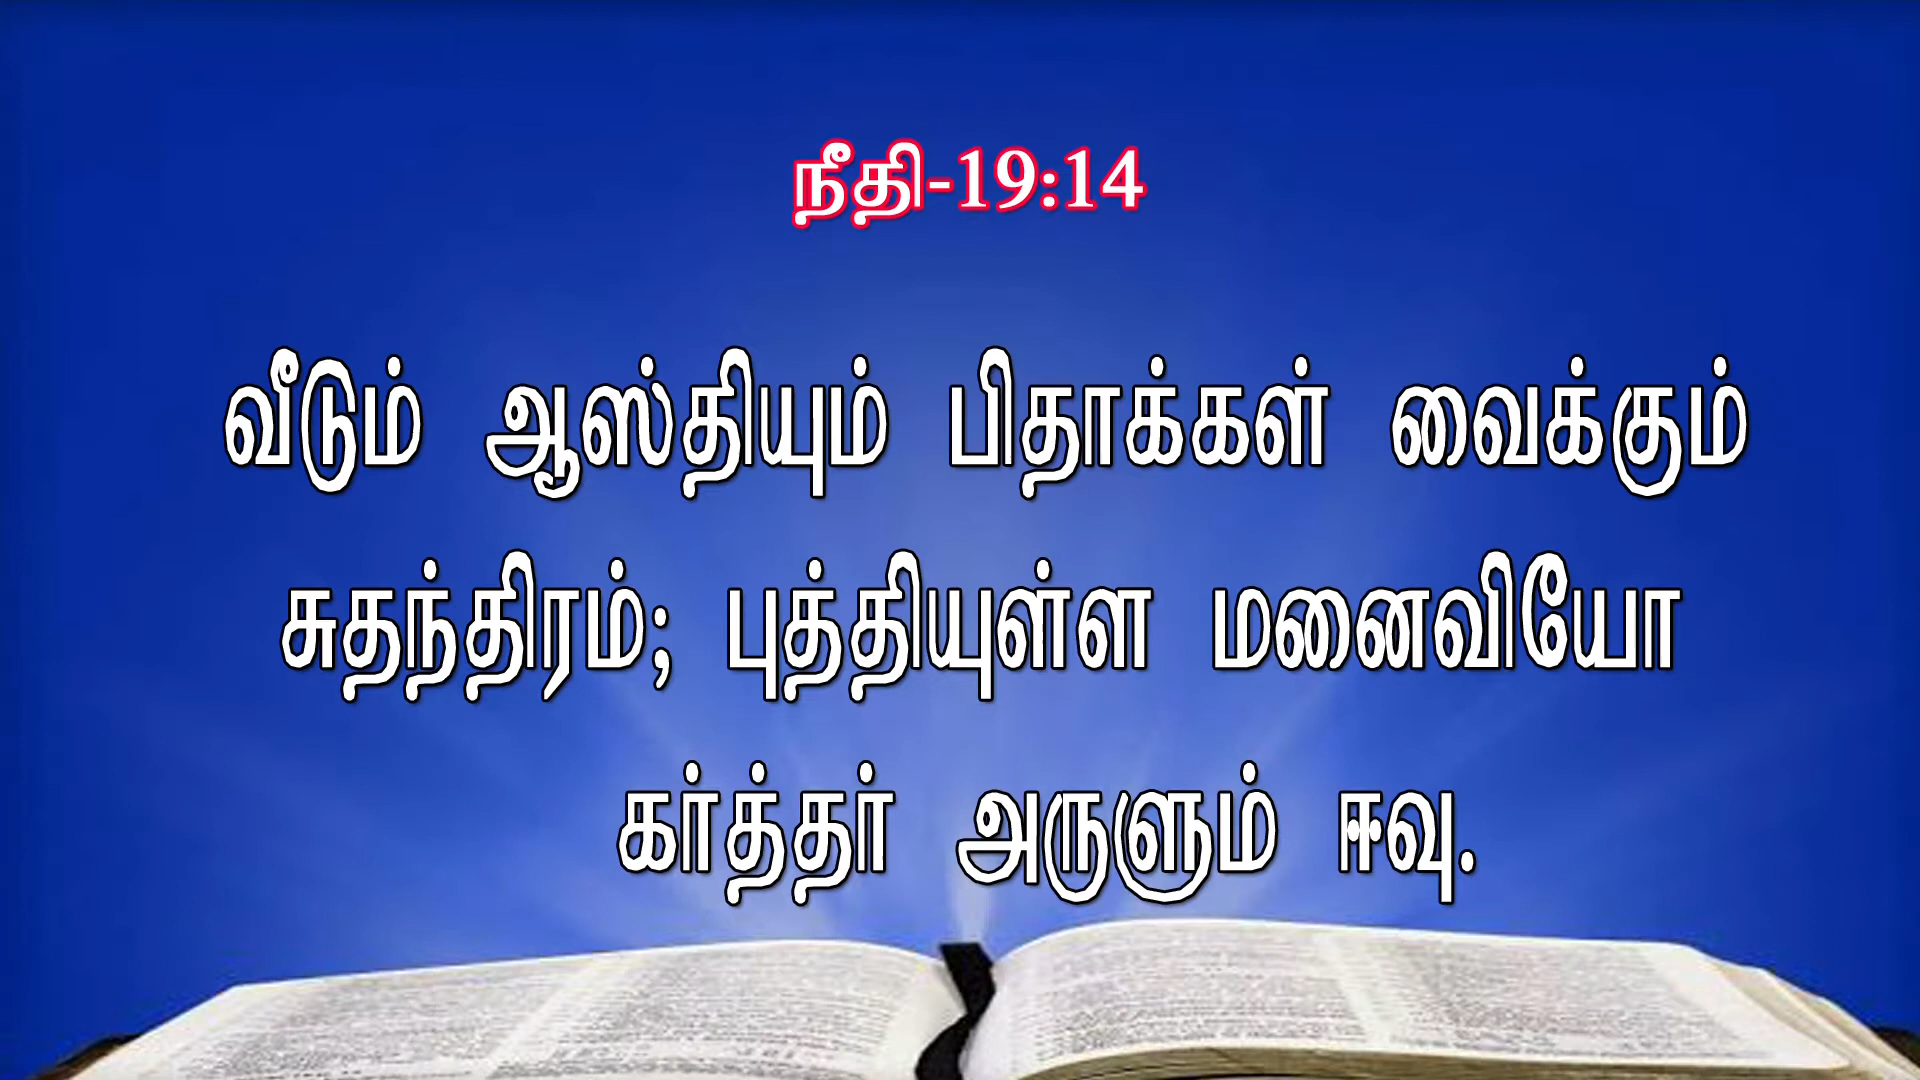 நீதி-19:14
வீடும் ஆஸ்தியும் பிதாக்கள் வைக்கும்
சுதந்திரம்; புத்தியுள்ள மனைவியோ
கர்த்தர் அருளும் ஈவு.